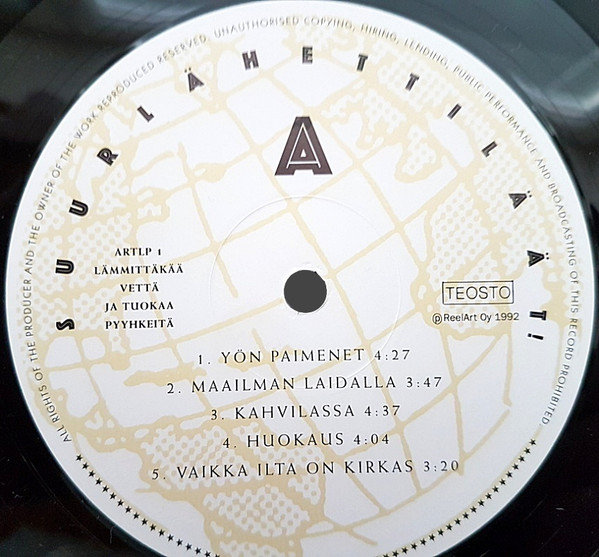 ALL RIGHTS OF THE PRODUCER AND THE OWNER OF THE WORK REPRODUCED RESERVED. UNAUTHORISED COPYING, HIRING, LENDING, PUBLIC PERFORMANCE AND BROADCASTING OF THIS RECORD PROHIBITED.
SUURLÄHETTILÄÄT!
A
ARTLP 1
LÄMMITTÄKÄÄ
VETTÄ
JA TUOKAA
PYYHKEITÄ
TEOSTO
Ⓟ ReelArt Oy 1992
1. YÖN PAIMENET 4:27
2. MAAILMAN LAIDALLA 3:47
3. KAHVILASSA 4:37
4. HUOKAUS 4:04
5. VAIKKA ILTA ON KIRKAS 3:20